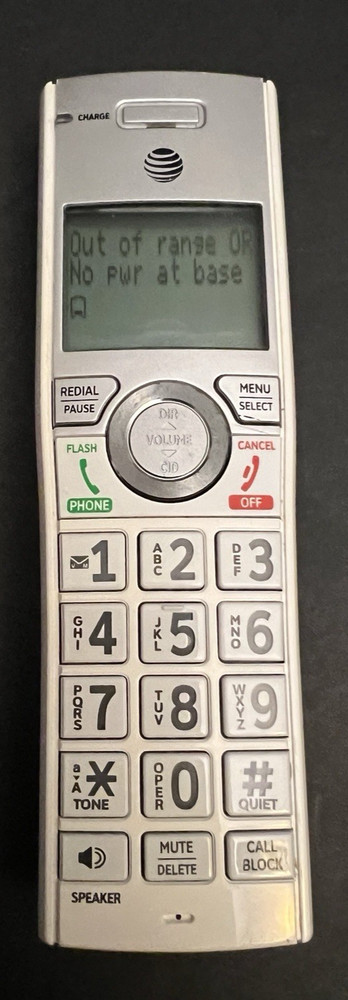 CHARGE
Out of range OR
No pwr at base
REDIAL
PAUSE
MENU
SELECT
DIR
VOLUME
CID
FLASH
PHONE
CANCEL
OFF
1
ABC 2
DEF 3
GHI 4
JKL 5
MNO 6
PQRS 7
TUV 8
WXYZ 9
a A *
TONE
OPER 0
#
QUIET
MUTE
DELETE
CALL
BLOCK
SPEAKER